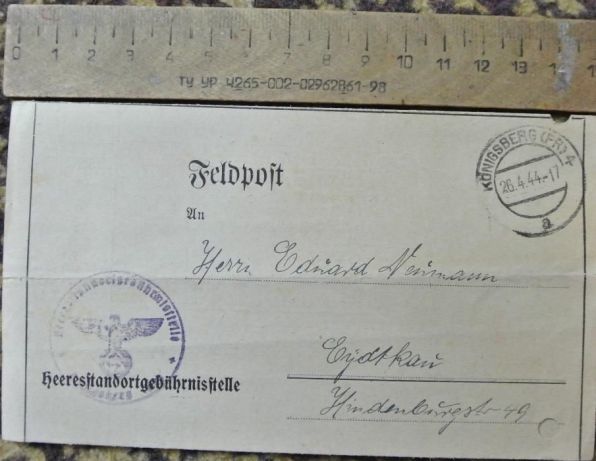 0 1 2 3 4 5 6 7 8 9 10 11 12 13 14
ТУ УР 4265-002-02962861-98
KÖNIGSBERG (PR) 4
26.4.44.-17
a
Feldpost
An
Herrn Eduard Neumann
Eydtkau
Hindenburgstr 49
Heeresstandortgebührnisstelle